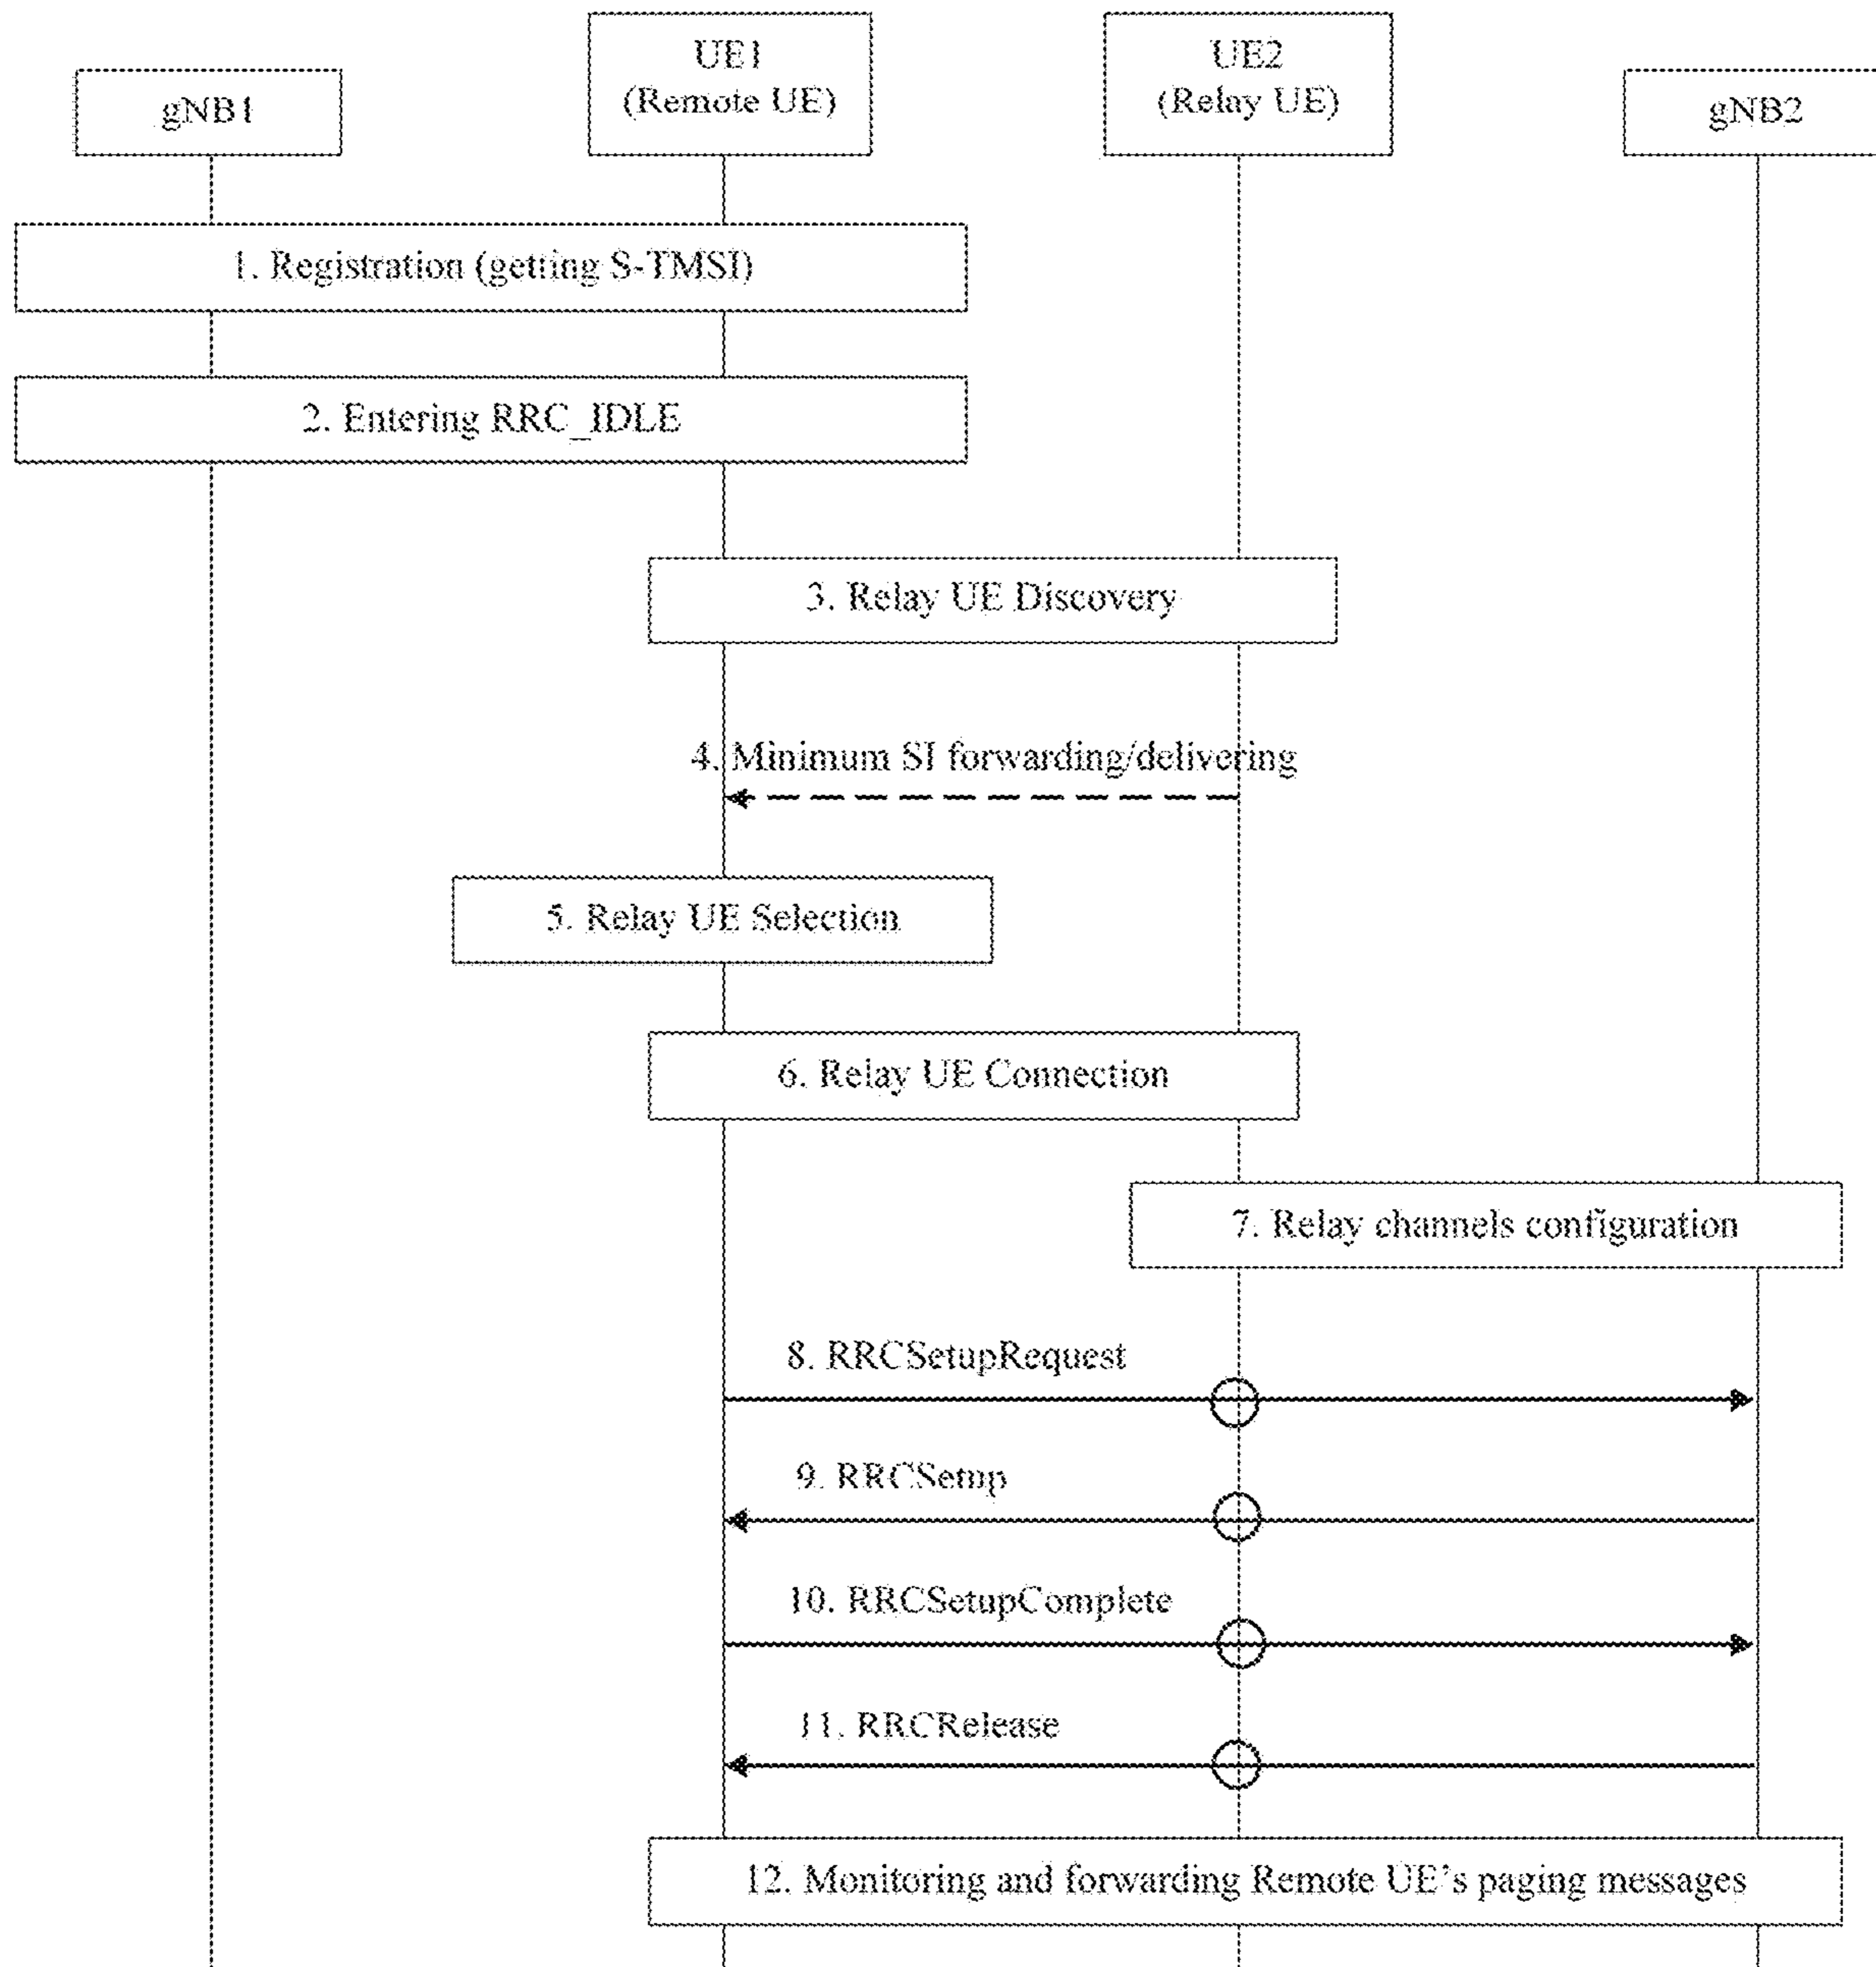 gNB1
UE1
(Remote UE)
UE2
(Relay UE)
gNB2
1. Registration (getting S-TMSI)
2. Entering RRC_IDLE
3. Relay UE Discovery
4. Minimum SI forwarding/delivering
5. Relay UE Selection
6. Relay UE Connection
7. Relay channels configuration
8. RRCSetupRequest
9. RRCSetup
10. RRCSetupComplete
11. RRCRelease
12. Monitoring and forwarding Remote UE's paging messages